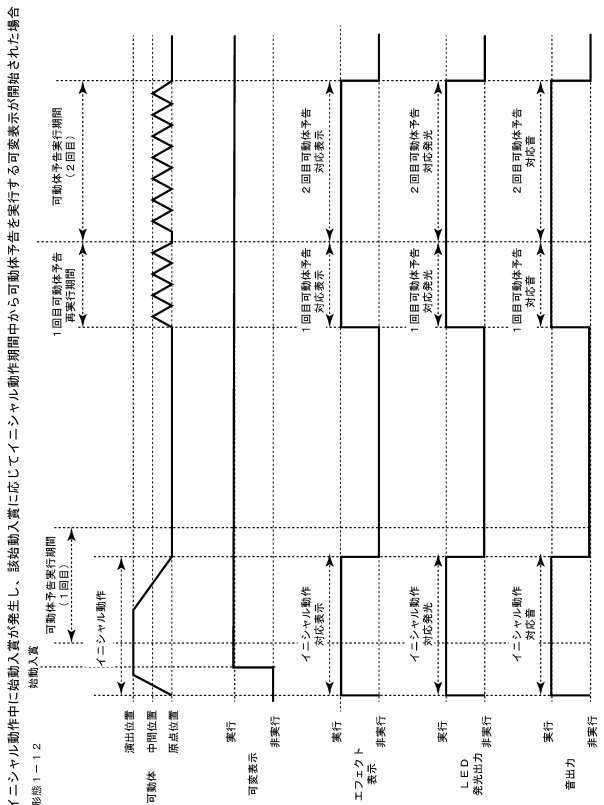 形態１－１２
イニシャル動作中に始動入賞が発生し、該始動入賞に応じてイニシャル動作期間中から可動体予告を実行する可変表示が開始された場合
始動入賞
可動体予告実行期間
（１回目）
１回目可動体予告
再実行期間
可動体予告実行期間
（２回目）
イニシャル動作
可動体
演出位置
中間位置
原点位置
可変表示
実行
非実行
エフェクト
表示
実行
非実行
イニシャル動作
対応表示
１回目可動体予告
対応表示
２回目可動体予告
対応表示
ＬＥＤ
発光出力
実行
非実行
イニシャル動作
対応発光
１回目可動体予告
対応発光
２回目可動体予告
対応発光
音出力
実行
非実行
イニシャル動作
対応音
１回目可動体予告
対応音
２回目可動体予告
対応音